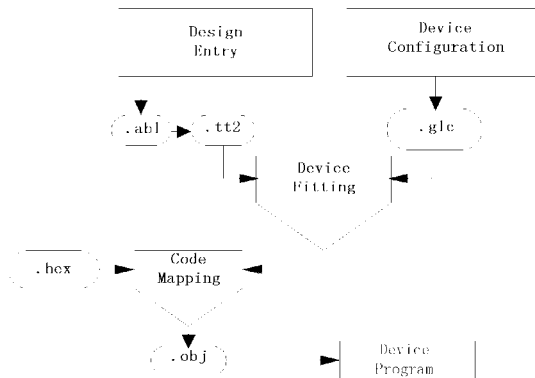 Design
Entry
Device
Configuration
.abl
.tt2
.glc
Device
Fitting
Code
Mapping
.hex
.obj
Device
Program